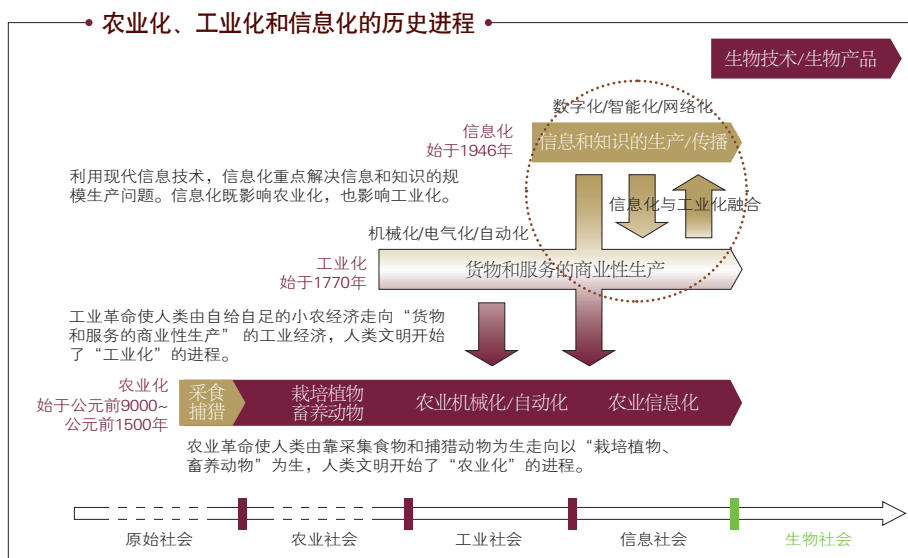 农业化、工业化和信息化的历史进程
生物技术/生物产品
数字化/智能化/网络化
信息化
始于1946年
信息和知识的生产/传播
利用现代信息技术，信息化重点解决信息和知识的规
模生产问题。信息化既影响农业化，也影响工业化。
信息化与工业化融合
机械化/电气化/自动化
工业化
始于1770年
货物和服务的商业性生产
工业革命使人类由自给自足的小农经济走向“货物
和服务的商业性生产” 的工业经济，人类文明开始
了“工业化”的进程。
农业化
始于公元前9000~
公元前1500年
采食
捕猎
栽培植物
畜养动物
农业机械化/自动化
农业信息化
农业革命使人类由靠采集食物和捕猎动物为生走向以“栽培植物、
畜养动物”为生，人类文明开始了“农业化”的进程。
原始社会
农业社会
工业社会
信息社会
生物社会